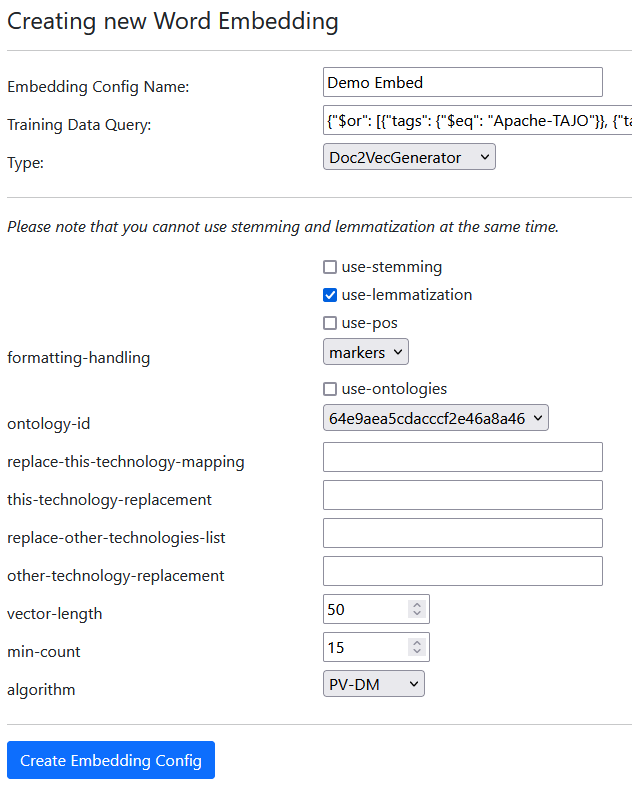 Creating new Word Embedding
Embedding Config Name: Demo Embed
Training Data Query: {"$or": [{"tags": {"$eq": "Apache-TAJO"}}, {"ta
Type: Doc2VecGenerator
Please note that you cannot use stemming and lemmatization at the same time.
use-stemming
use-lemmatization
use-pos
formatting-handling markers
use-ontologies
ontology-id 64e9aea5cdacccf2e46a8a46
replace-this-technology-mapping
this-technology-replacement
replace-other-technologies-list
other-technology-replacement
vector-length 50
min-count 15
algorithm PV-DM
Create Embedding Config